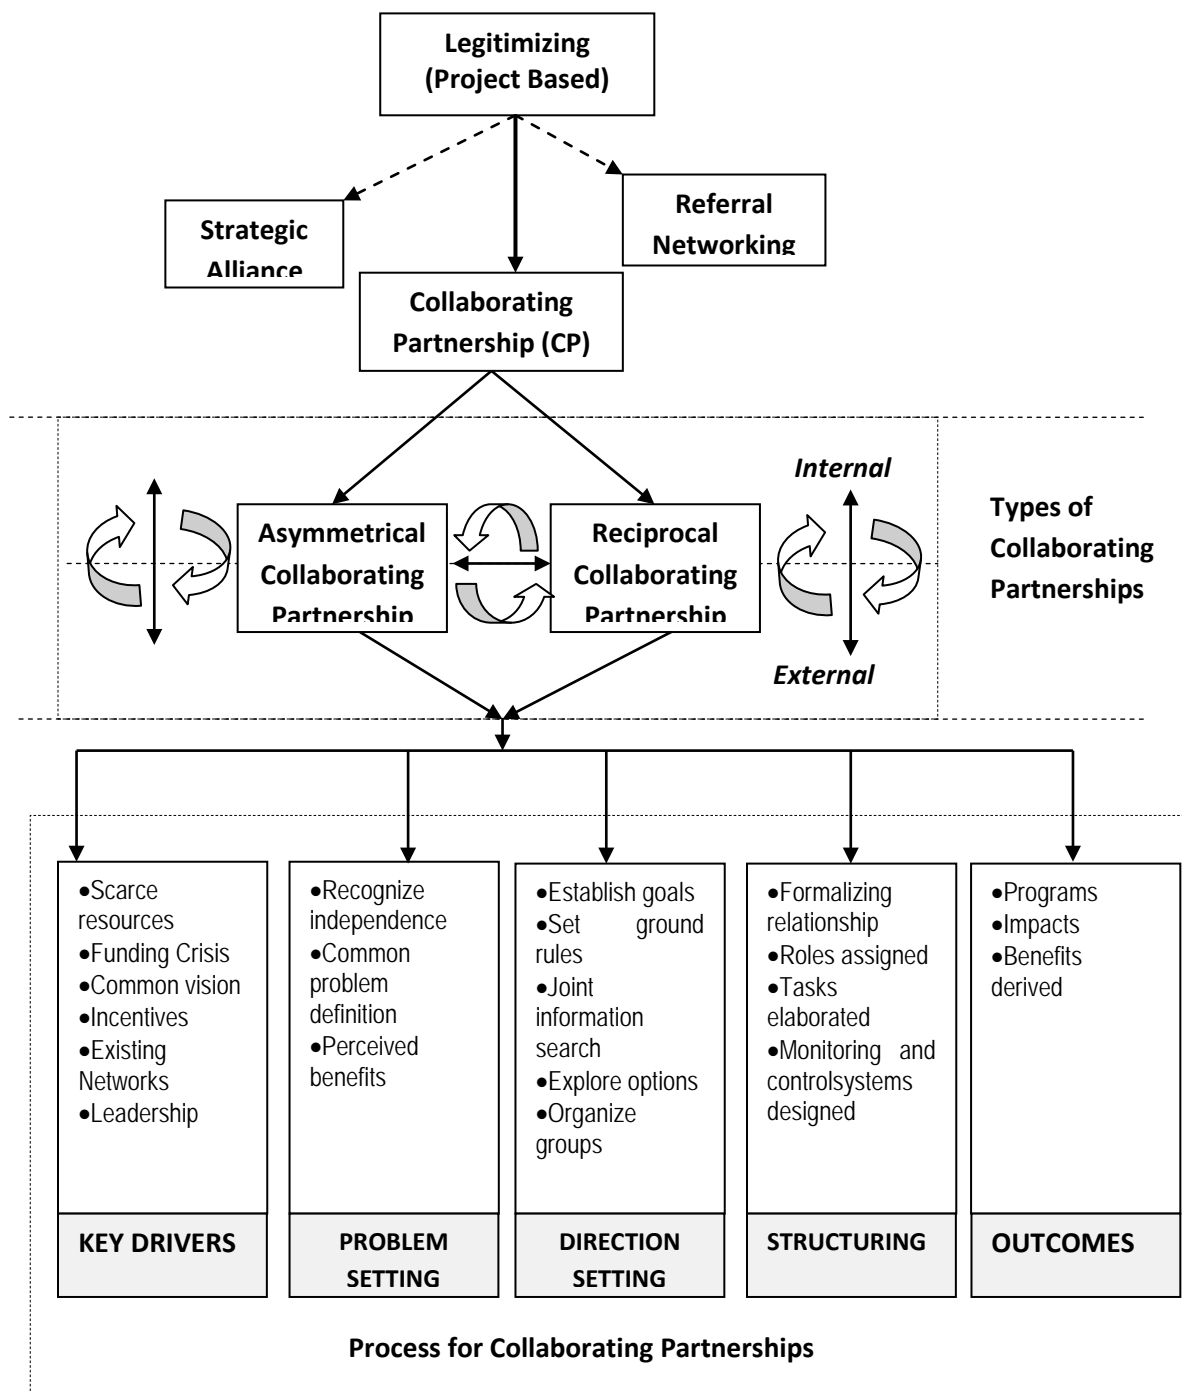 Legitimizing
(Project Based)
Strategic
Alliance
Referral
Networking
Collaborating
Partnership (CP)
Internal
External
Asymmetrical
Collaborating
Partnership
Reciprocal
Collaborating
Partnership
Types of
Collaborating
Partnerships
•Scarce
resources
•Funding Crisis
•Common vision
•Incentives
•Existing
Networks
•Leadership
KEY DRIVERS
•Recognize
independence
•Common
problem
definition
•Perceived
benefits
PROBLEM
SETTING
•Establish goals
•Set ground
rules
•Joint
information
search
•Explore options
•Organize
groups
DIRECTION
SETTING
•Formalizing
relationship
•Roles assigned
•Tasks
elaborated
•Monitoring and
controlsystems
designed
STRUCTURING
•Programs
•Impacts
•Benefits
derived
OUTCOMES
Process for Collaborating Partnerships